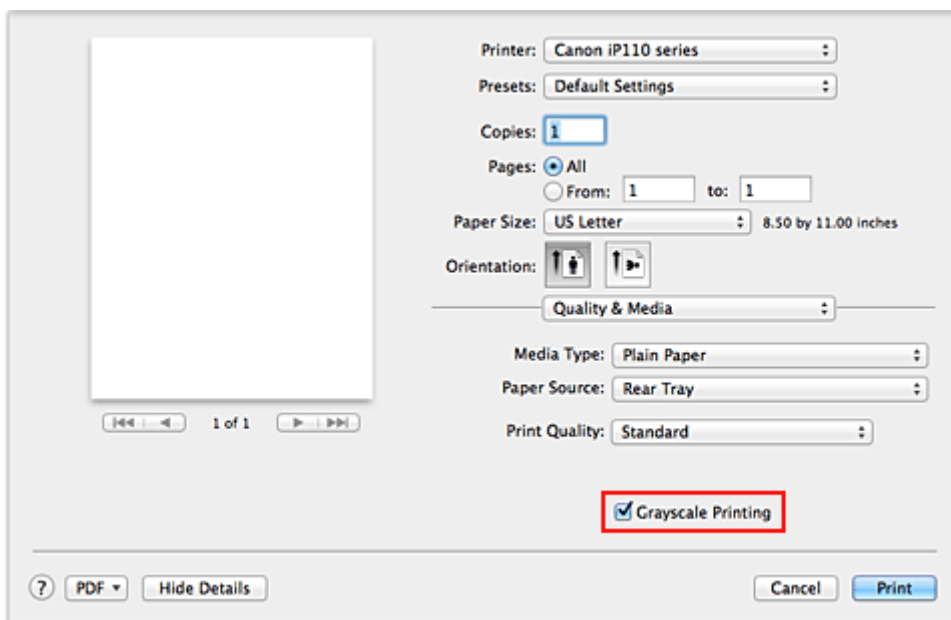 Printer: Canon iP110 series
Presets: Default Settings
Copies: 1
Pages: All
From: 1 to: 1
Paper Size: US Letter 8.50 by 11.00 inches
Orientation:
Quality & Media
Media Type: Plain Paper
Paper Source: Rear Tray
1 of 1
Print Quality: Standard
Grayscale Printing
? PDF Hide Details Cancel Print